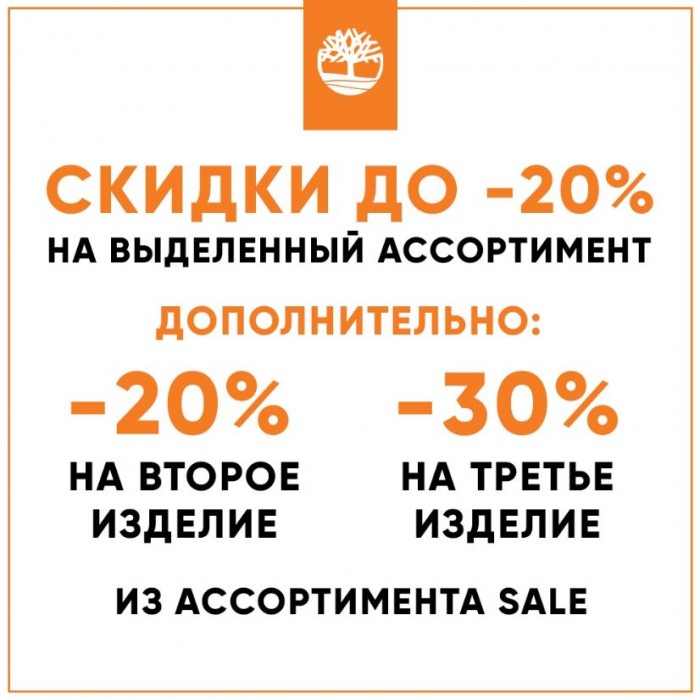 СКИДКИ ДО -20%
НА ВЫДЕЛЕННЫЙ АССОРТИМЕНТ
ДОПОЛНИТЕЛЬНО:
-20%
НА ВТОРОЕ
ИЗДЕЛИЕ
-30%
НА ТРЕТЬЕ
ИЗДЕЛИЕ
ИЗ АССОРТИМЕНТА SALE